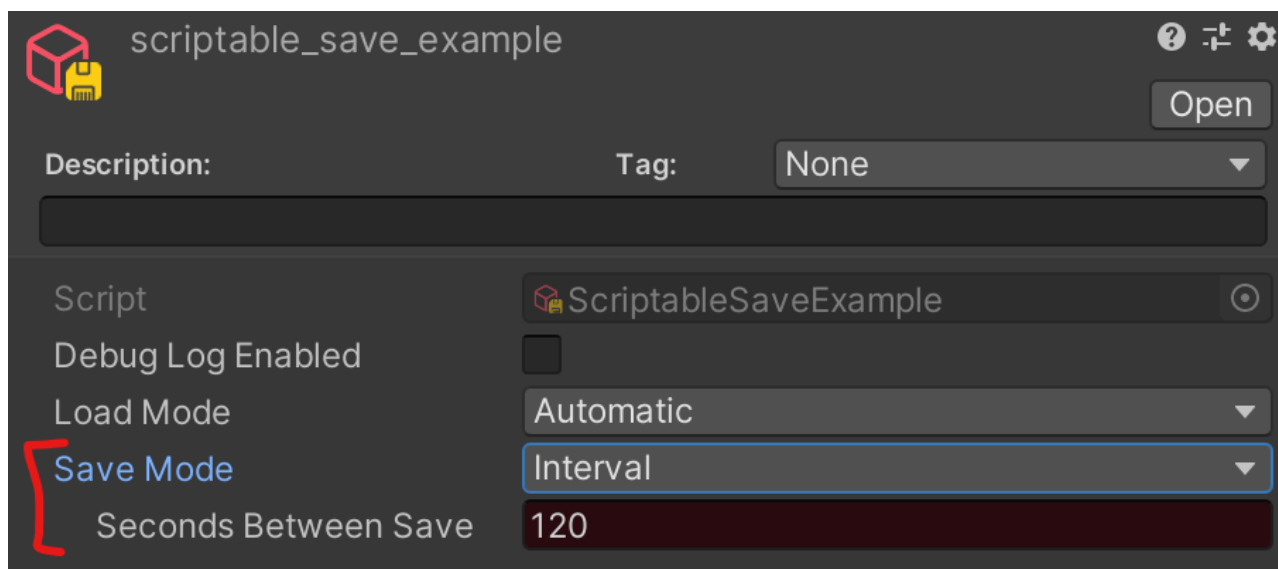 scriptable_save_example
Open
Description: Tag: None
Script ScriptableSaveExample
Debug Log Enabled
Load Mode Automatic
Save Mode Interval
Seconds Between Save 120